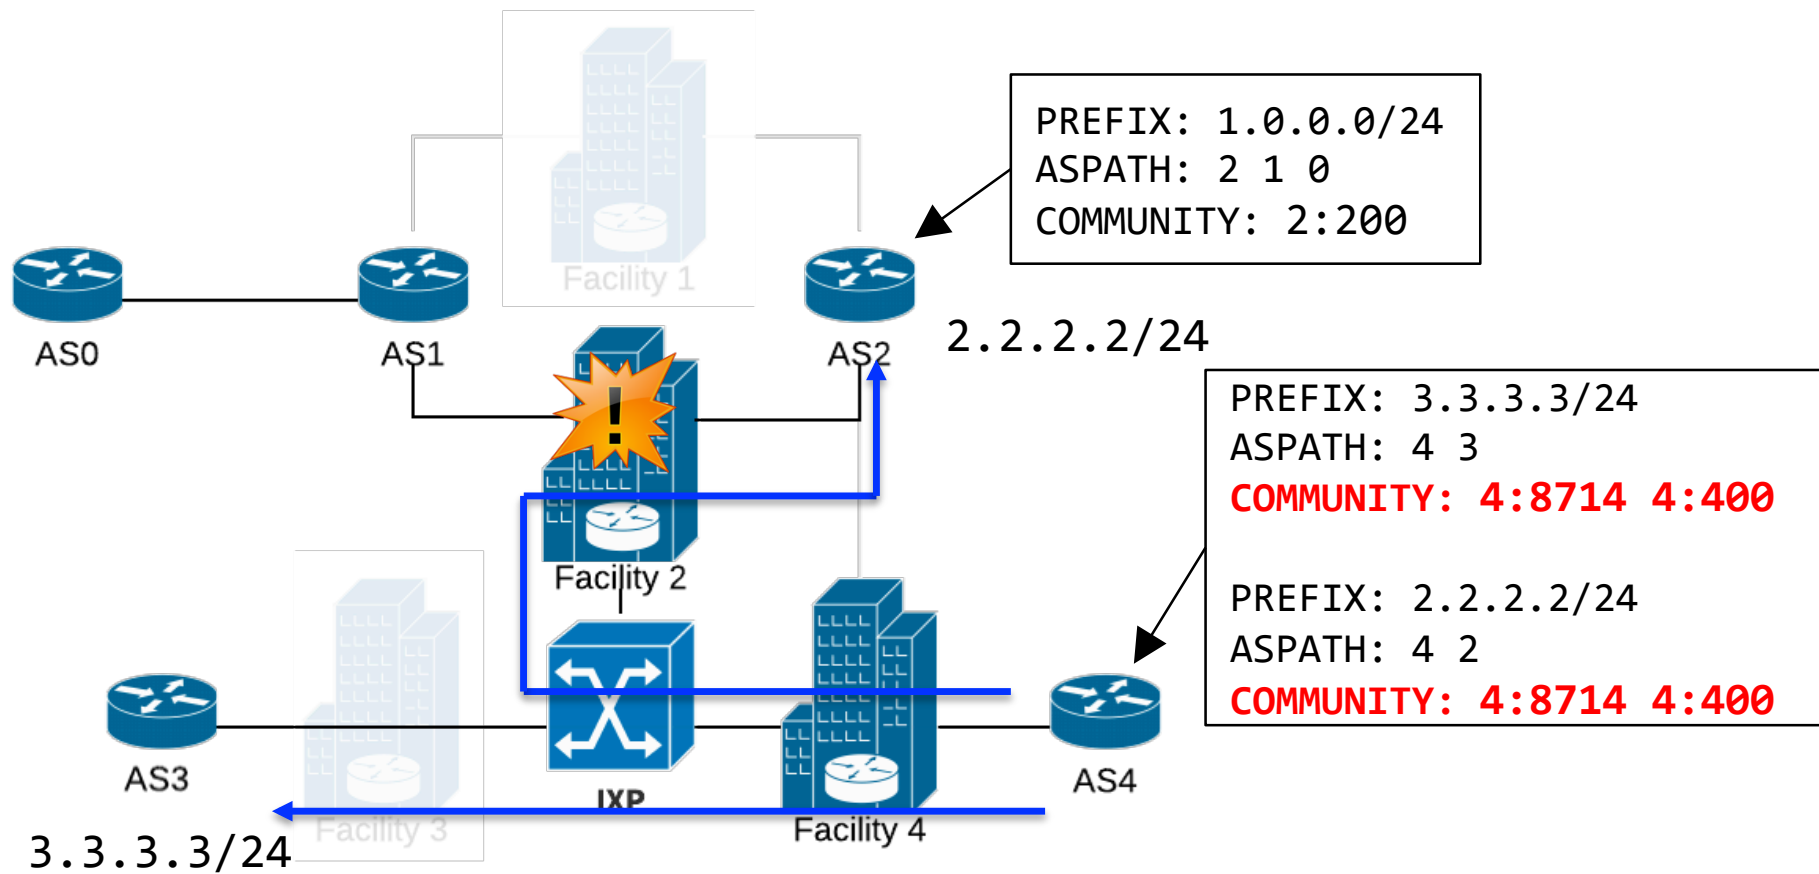 Facility 1
PREFIX: 1.0.0.0/24
ASPATH: 2 1 0
COMMUNITY: 2:200
AS0
AS1
AS2
2.2.2.2/24
!
Facility 2
PREFIX: 3.3.3.3/24
ASPATH: 4 3
COMMUNITY: 4:8714 4:400
PREFIX: 2.2.2.2/24
ASPATH: 4 2
COMMUNITY: 4:8714 4:400
AS3
IXP
AS4
Facility 3
Facility 4
3.3.3.3/24